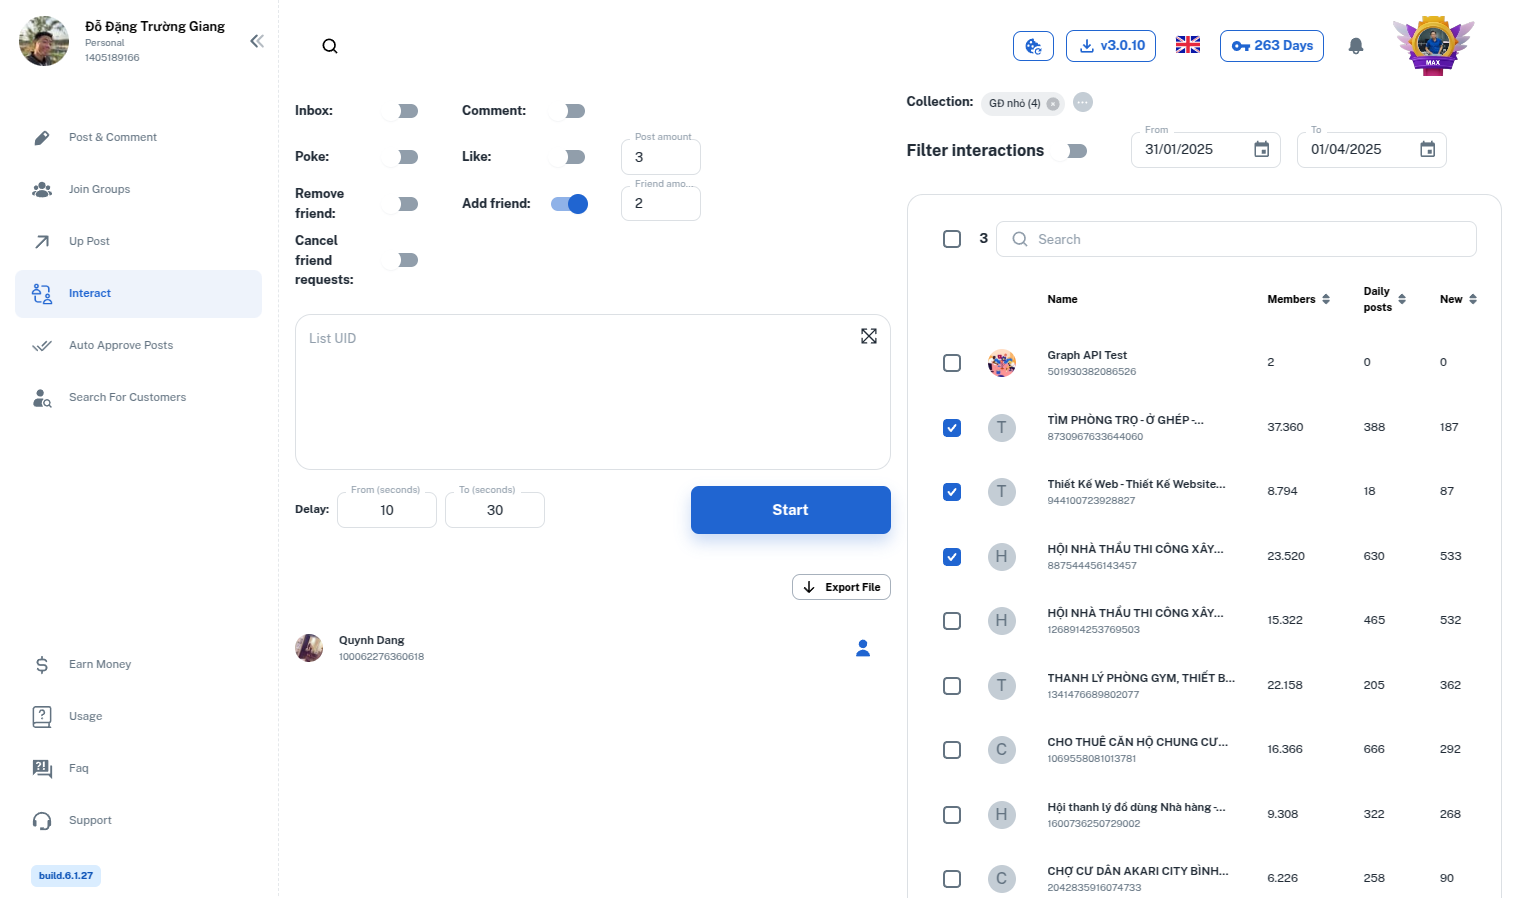 Đỗ Đặng Trường Giang
Personal
1405189166
Post & Comment
Join Groups
Up Post
Interact
Auto Approve Posts
Search For Customers
Earn Money
Usage
Faq
Support
build.6.1.27
v3.0.10
263 Days
MAX
Inbox:
Comment:
Poke:
Like:
Post amount
3
Remove friend:
Add friend:
Friend amo...
2
Cancel friend requests:
List UID
Delay:
From (seconds)
10
To (seconds)
30
Start
Export File
Quynh Dang
100062276360618
Collection:
GĐ nhỏ (4)
Filter interactions
From
31/01/2025
To
01/04/2025
3
Search
Name
Members
Daily posts
New
Graph API Test
501930382086526
2
0
0
TÌM PHÒNG TRỌ - Ở GHÉP -...
8730967633644060
37.360
388
187
Thiết Kế Web - Thiết Kế Website...
944100723928827
8.794
18
87
HỘI NHÀ THẦU THI CÔNG XÂY...
887544456143457
23.520
630
533
HỘI NHÀ THẦU THI CÔNG XÂY...
1268914253769503
15.322
465
532
THANH LÝ PHÒNG GYM, THIẾT B...
1341476689802077
22.158
205
362
CHO THUÊ CĂN HỘ CHUNG CƯ...
1069558081013781
16.366
666
292
Hội thanh lý đồ dùng Nhà hàng -...
1600736250729002
9.308
322
268
CHỢ CƯ DÂN AKARI CITY BÌNH...
2042835916074733
6.226
258
90
T
T
H
H
T
C
H
C